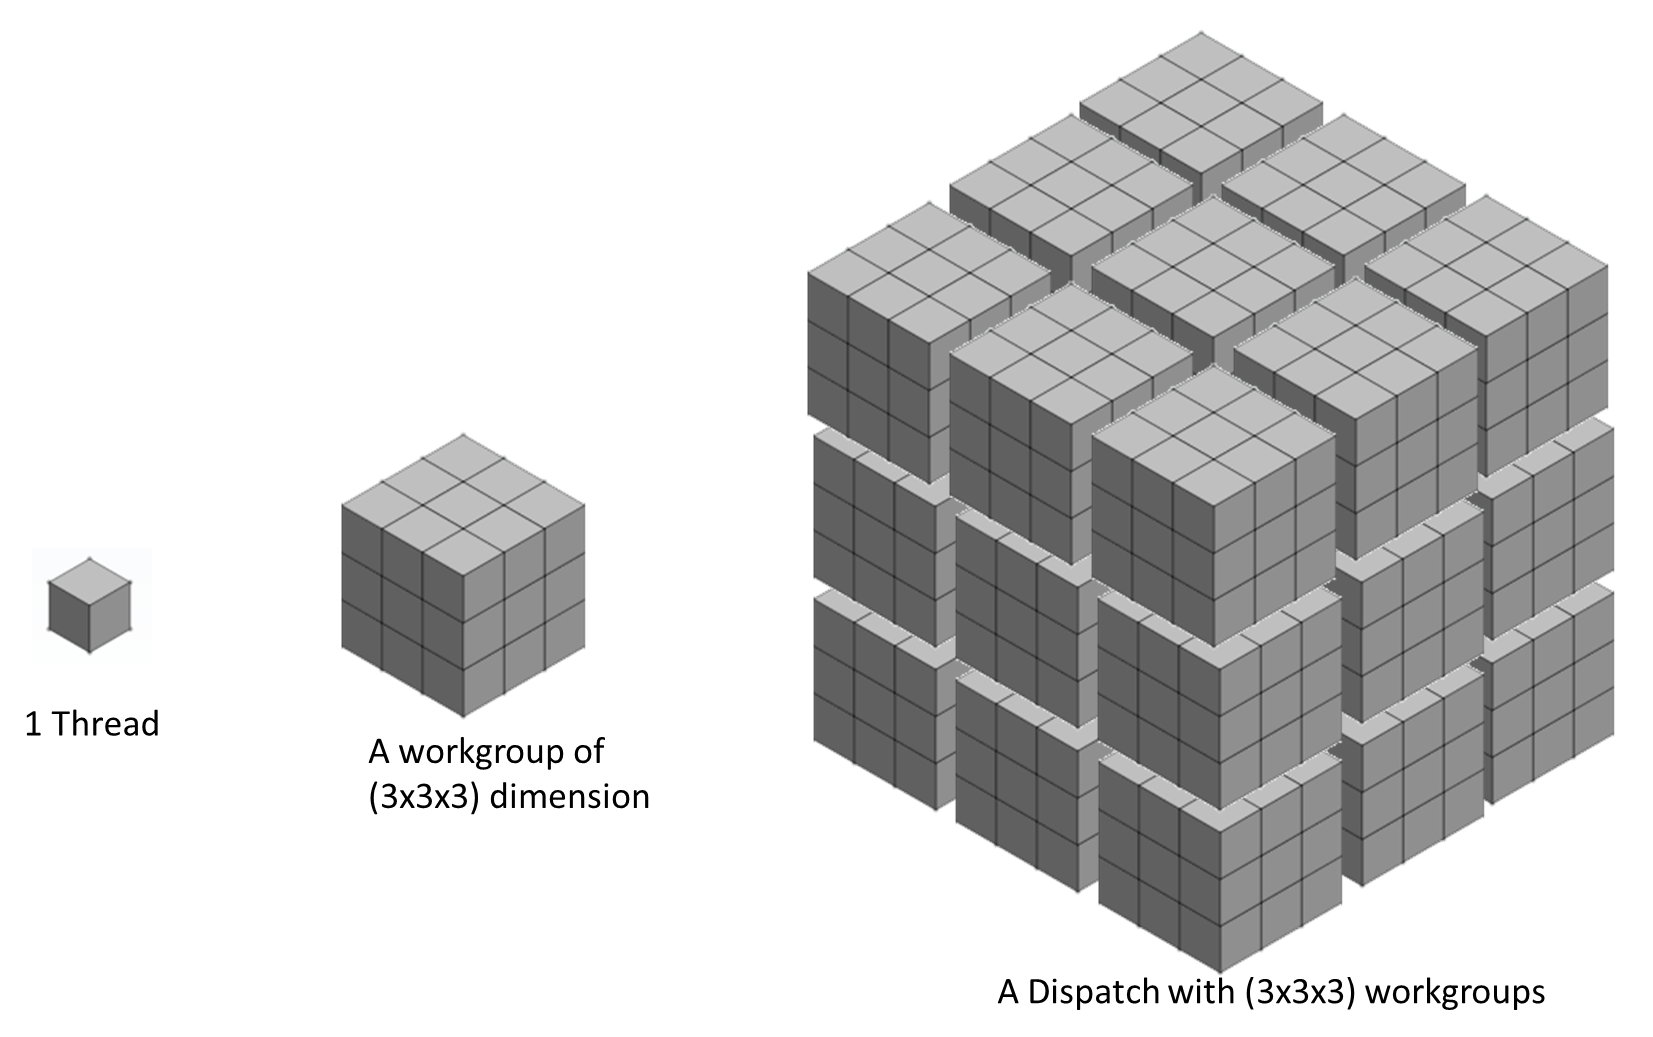 1 Thread
A workgroup of
(3x3x3) dimension
A Dispatch with (3x3x3) workgroups